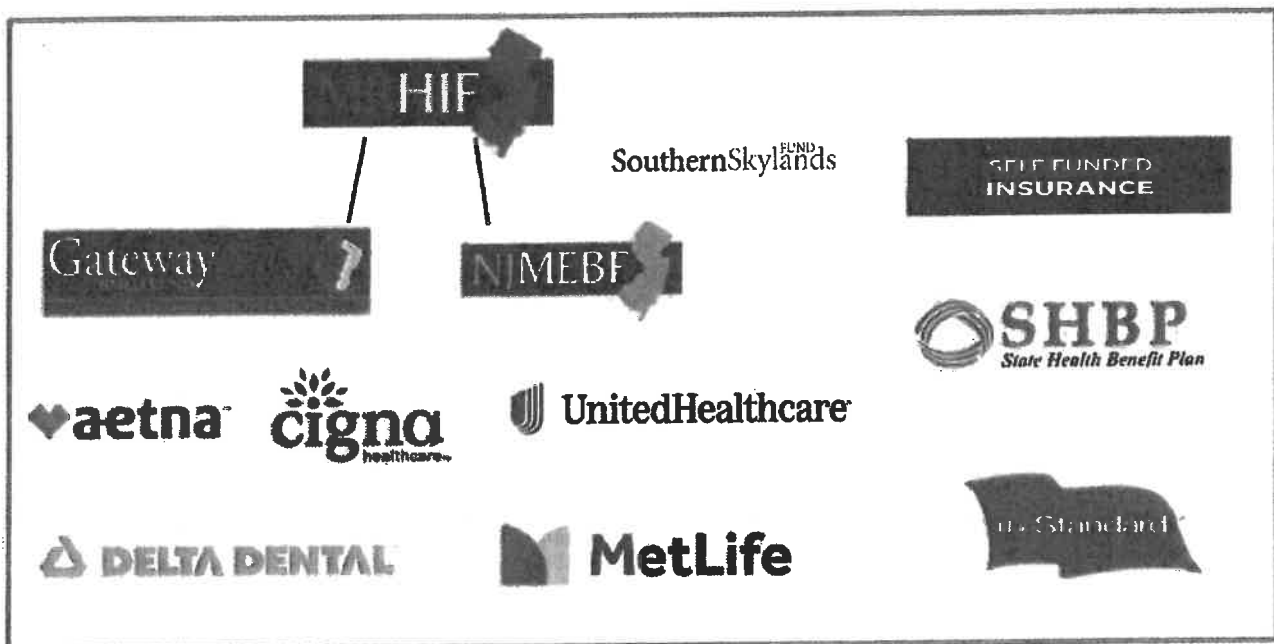 HIF
SouthernSkylands
FUND
SELF FUNDED
INSURANCE
Gateway
NJMEBF
SHBP
State Health Benefit Plan
aetna
cigna
healthcare
UnitedHealthcare
The Standard
DELTA DENTAL
MetLife